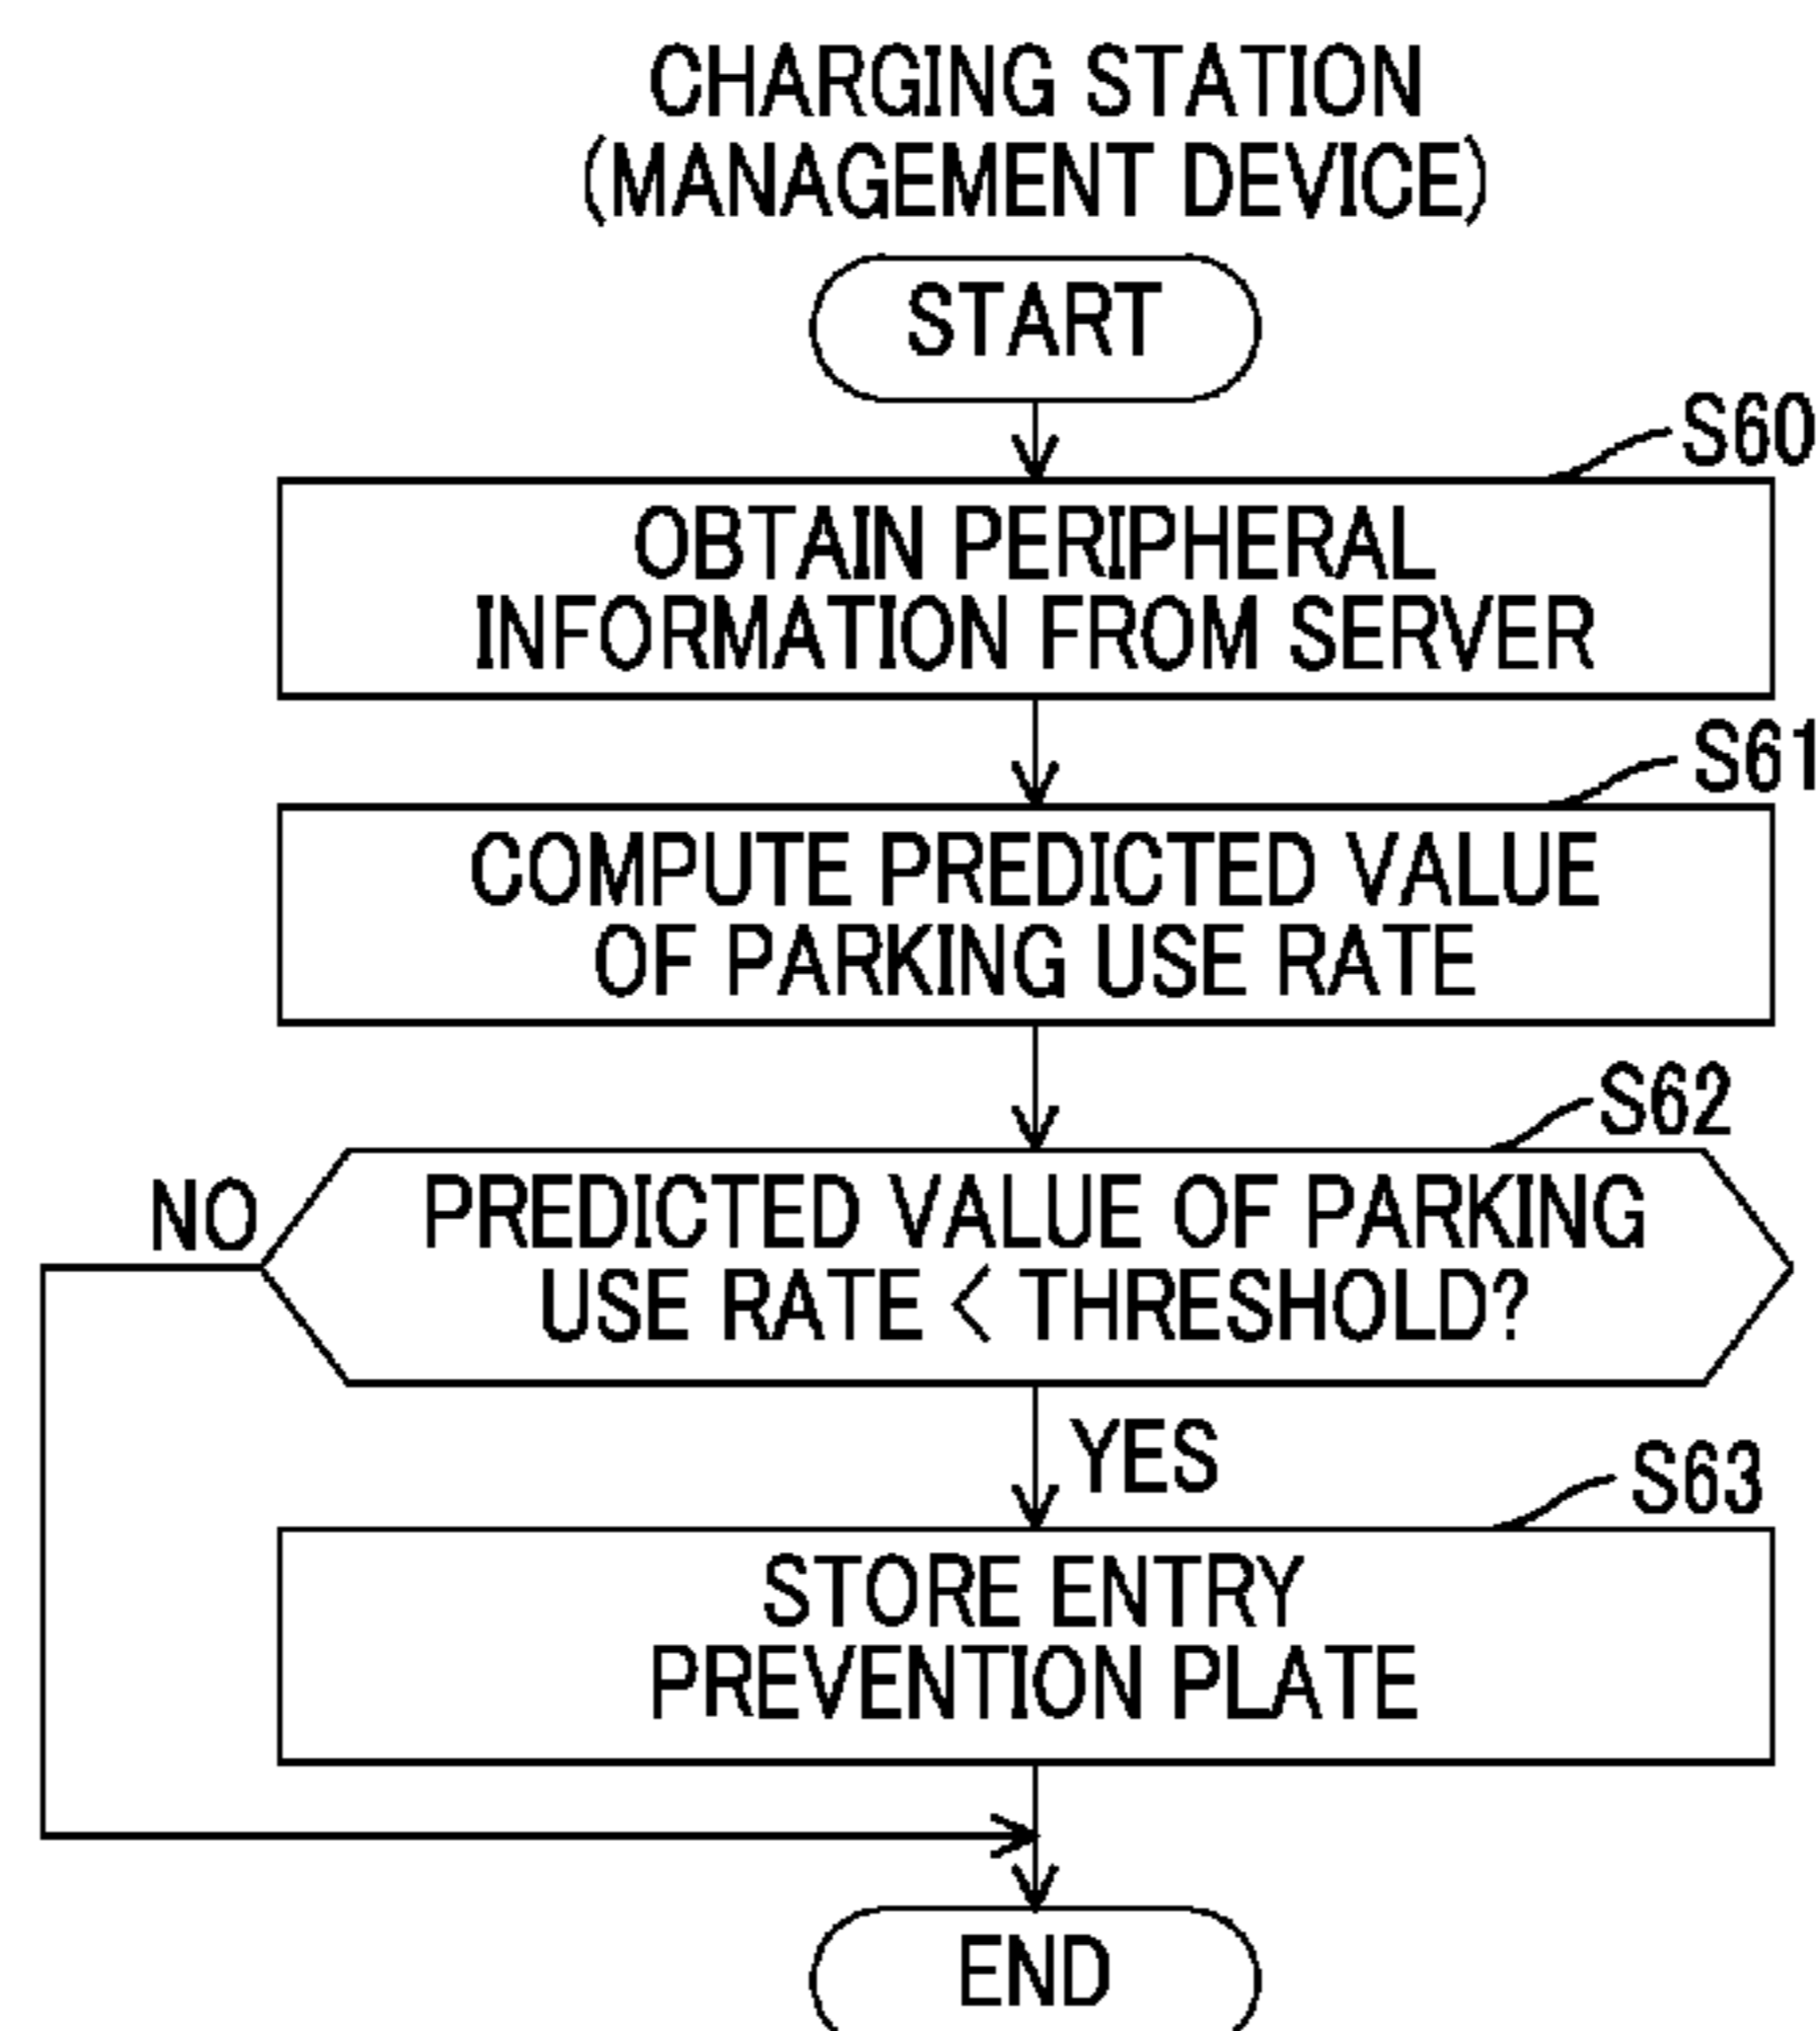 CHARGING STATION
(MANAGEMENT DEVICE)
START
S60
OBTAIN PERIPHERAL
INFORMATION FROM SERVER
S61
COMPUTE PREDICTED VALUE
OF PARKING USE RATE
S62
NO
PREDICTED VALUE OF PARKING
USE RATE < THRESHOLD?
YES
S63
STORE ENTRY
PREVENTION PLATE
END